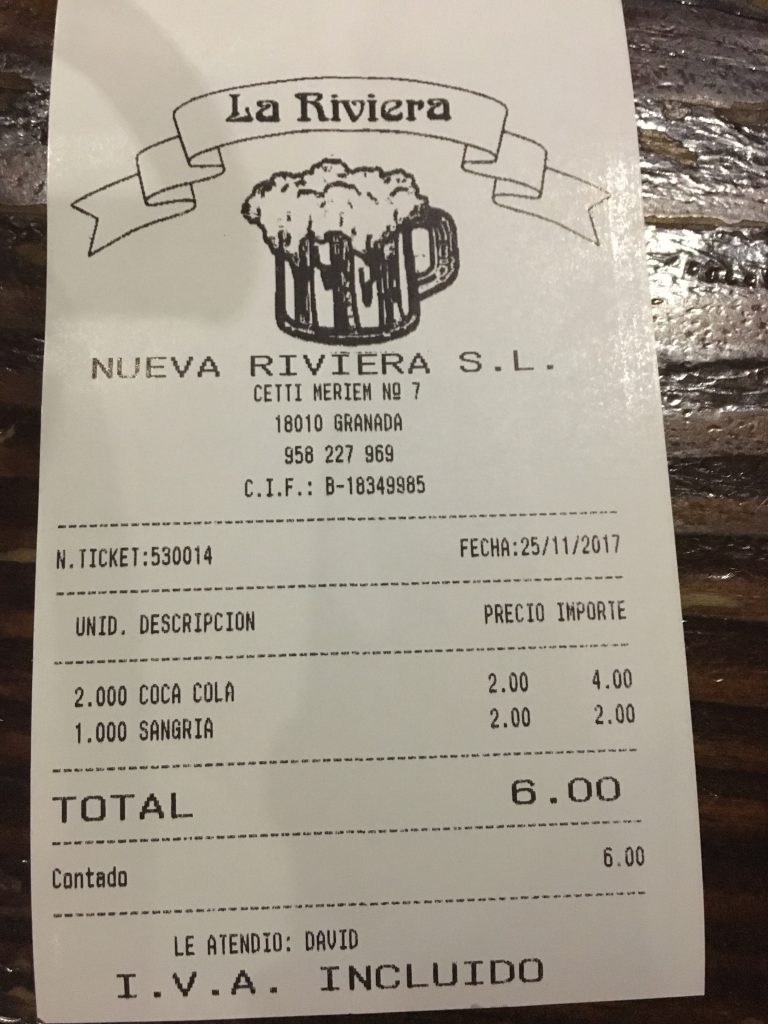 La Riviera
NUEVA RIVIERA S.L.
CETTI MERIEM Nº 7
18010 GRANADA
958 227 969
C.I.F.: B-18349985
N.TICKET:530014 FECHA:25/11/2017
UNID. DESCRIPCION PRECIO IMPORTE
2.000 COCA COLA 2.00 4.00
1.000 SANGRIA 2.00 2.00
TOTAL 6.00
Contado 6.00
LE ATENDIO: DAVID
I.V.A. INCLUIDO